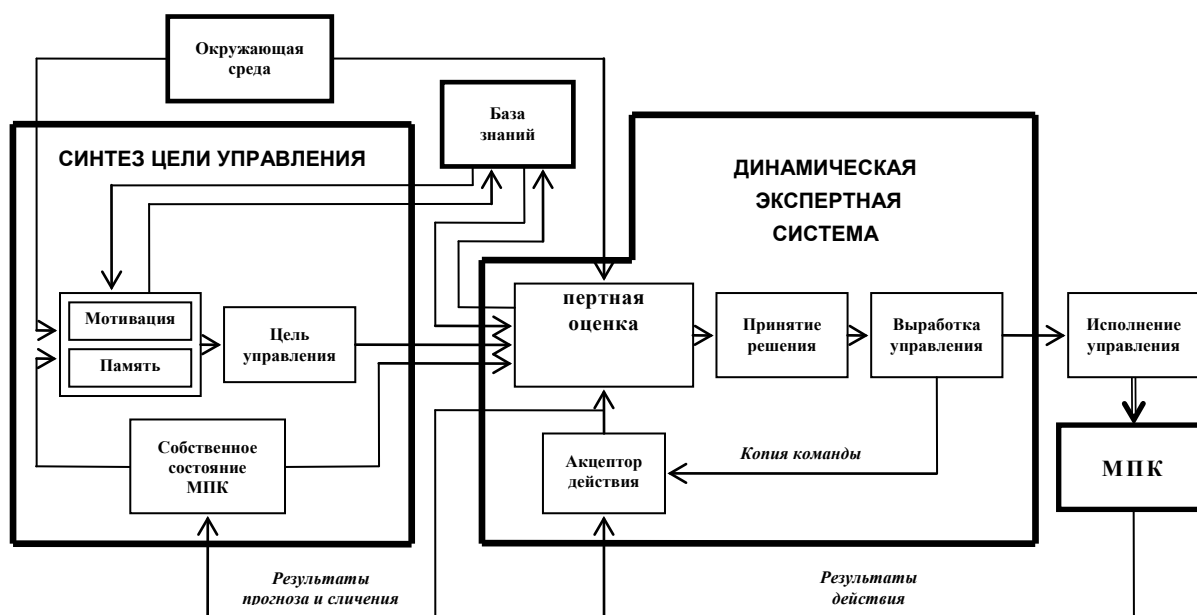 Окружающая
среда
База
знаний
СИНТЕЗ ЦЕЛИ УПРАВЛЕНИЯ
ДИНАМИЧЕСКАЯ
ЭКСПЕРТНАЯ
СИСТЕМА
Мотивация
Память
Цель
управления
пертная
оценка
Принятие
решения
Выработка
управления
Исполнение
управления
Собственное
состояние
МПК
Акцептор
действия
Копия команды
МПК
Результаты
прогноза и сличения
Результаты
действия